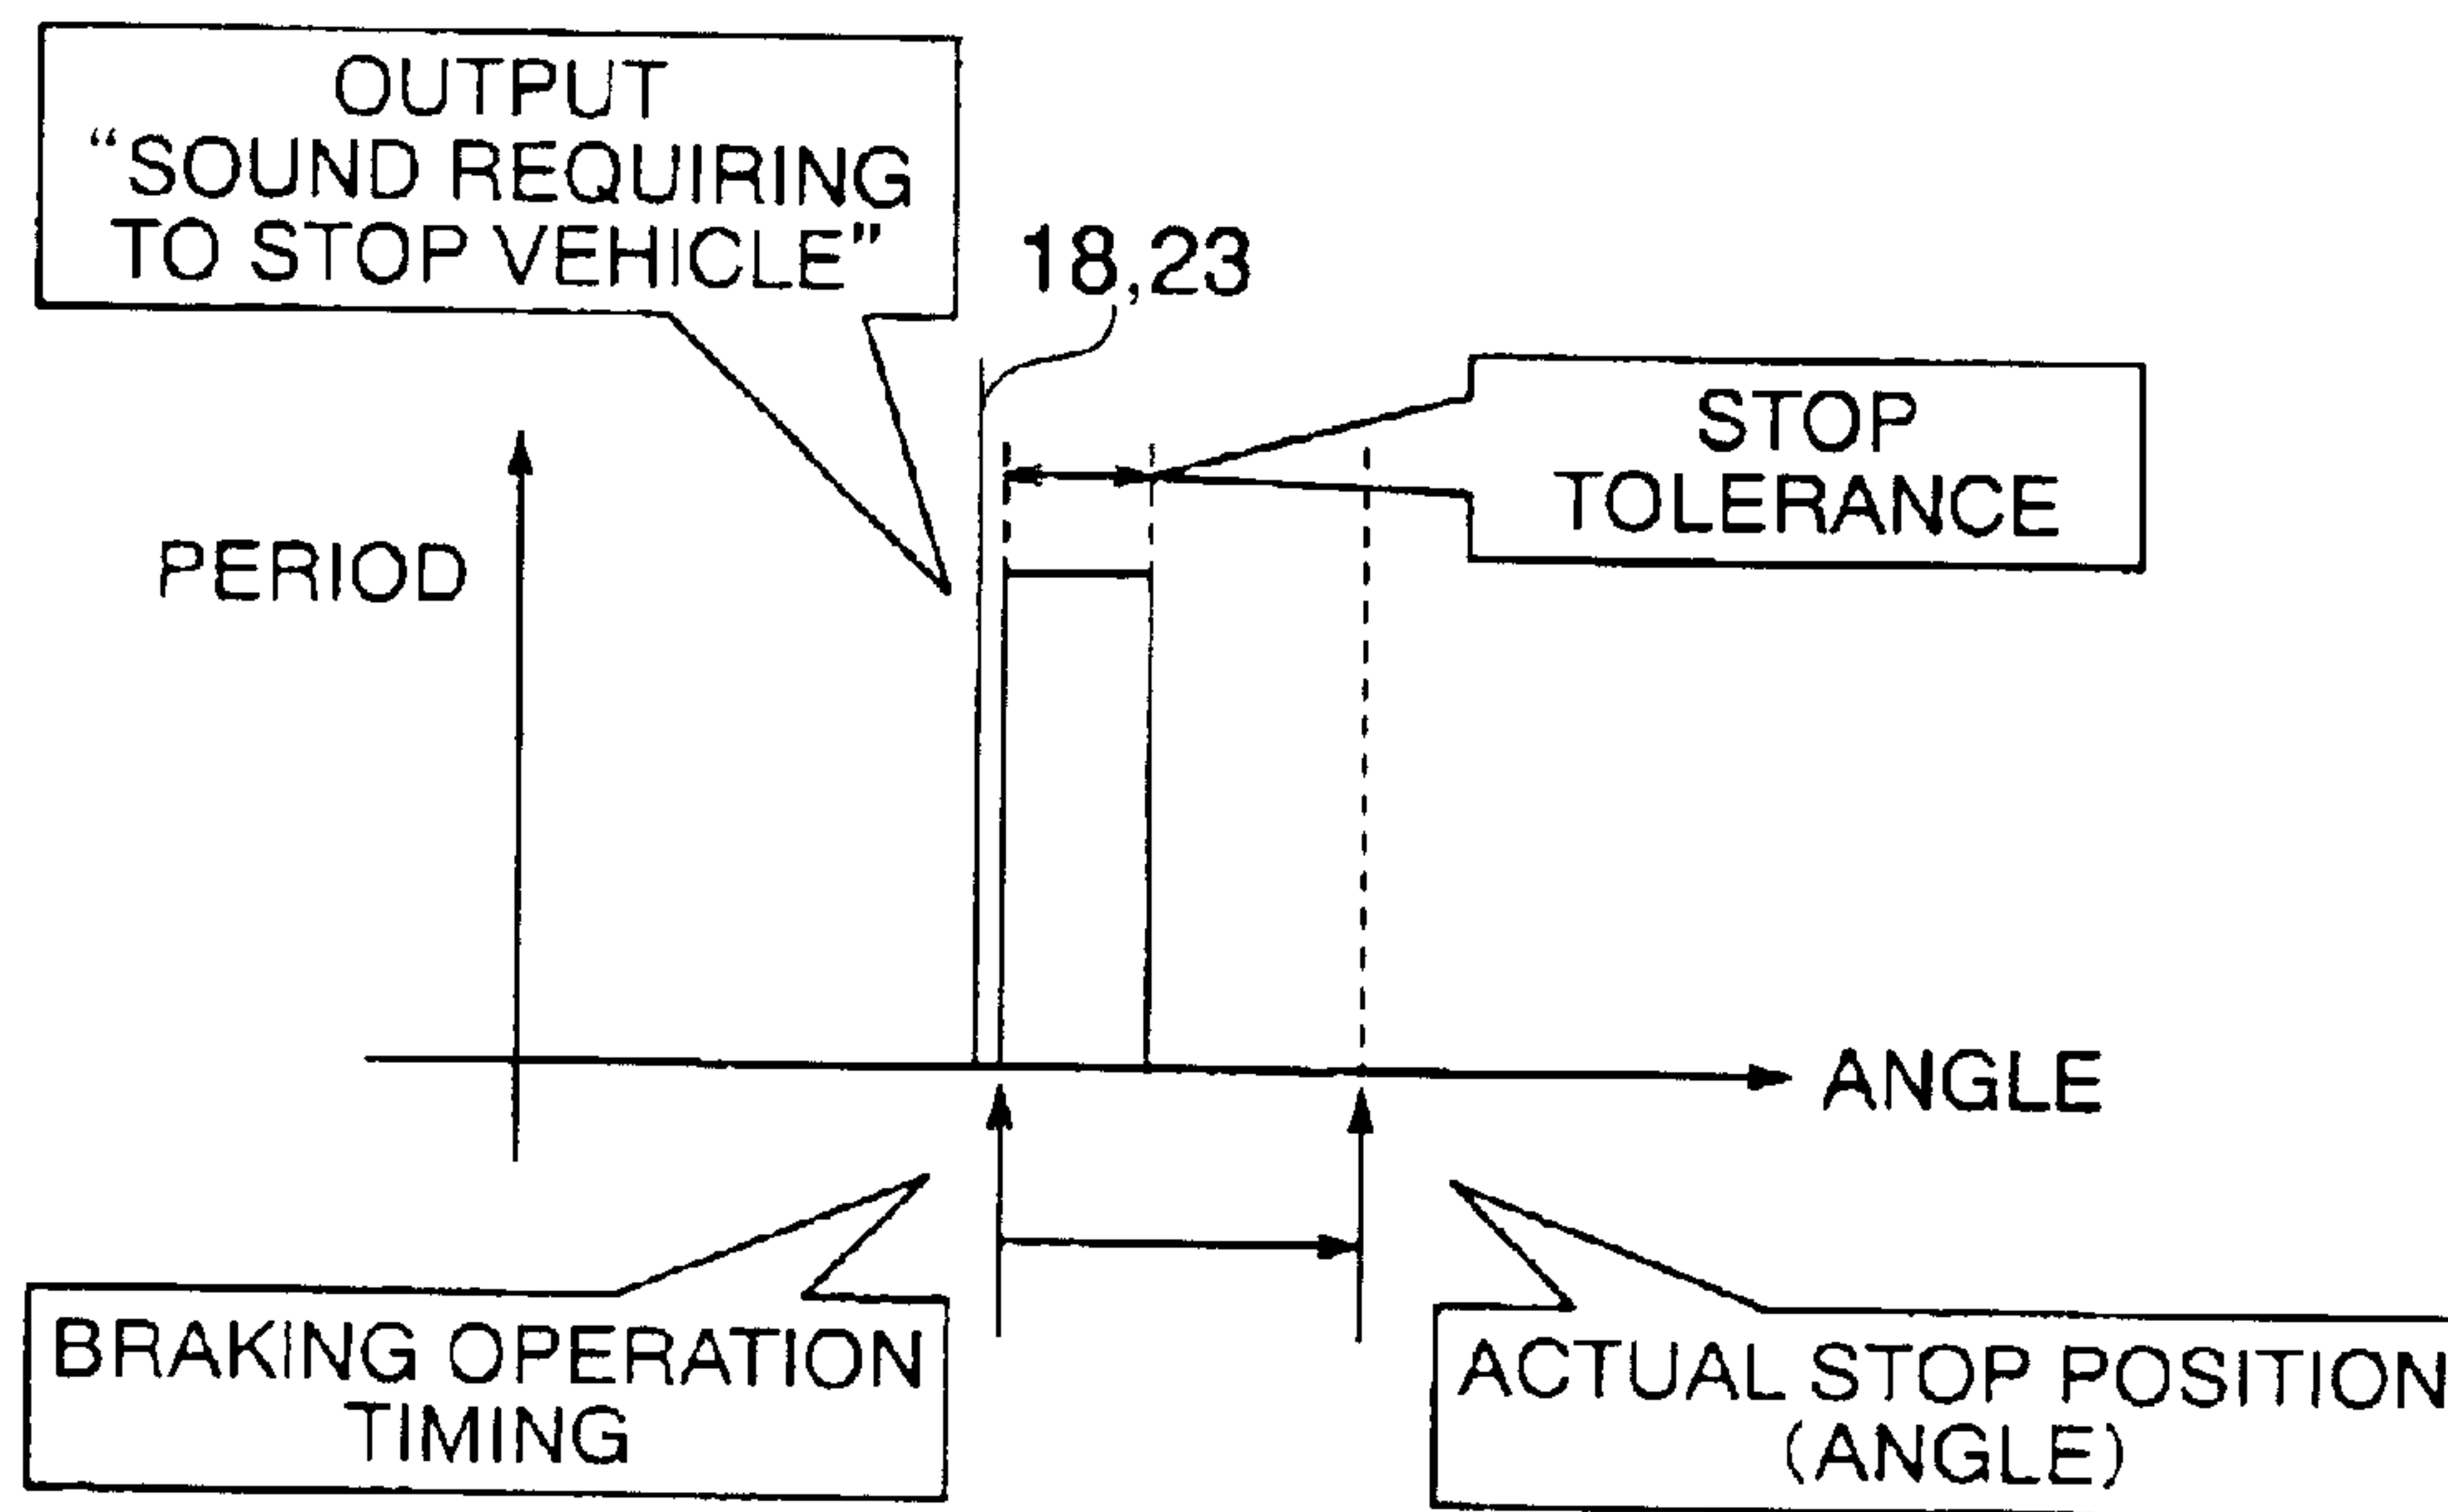 OUTPUT
“SOUND REQUIRING
TO STOP VEHICLE”
18,23
STOP
TOLERANCE
PERIOD
ANGLE
BRAKING OPERATION
TIMING
ACTUAL STOP POSITION
(ANGLE)